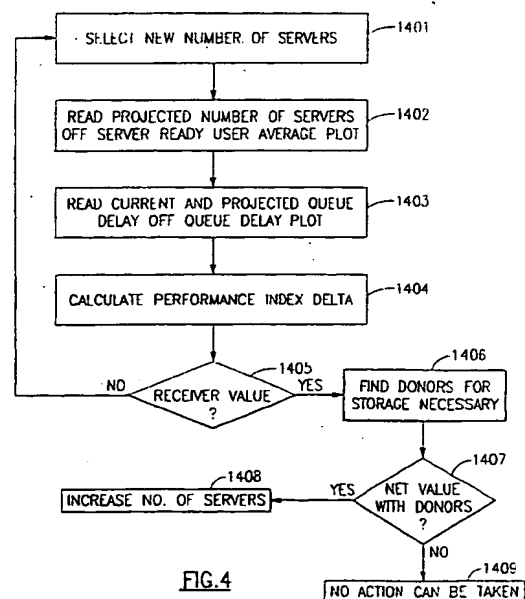 SELECT NEW NUMBER OF SERVERS
1401
READ PROJECTED NUMBER OF SERVERS
OFF SERVER READY USER AVERAGE PLOT
1402
READ CURRENT AND PROJECTED QUEUE
DELAY OFF QUEUE DELAY PLOT
1403
CALCULATE PERFORMANCE INDEX DELTA
1404
1405
NO
RECEIVER VALUE
?
YES
1406
FIND DONORS FOR
STORAGE NECESSARY
1407
NET VALUE
WITH DONORS
?
YES
1408
INCREASE NO. OF SERVERS
NO
1409
NO ACTION CAN BE TAKEN
FIG.4